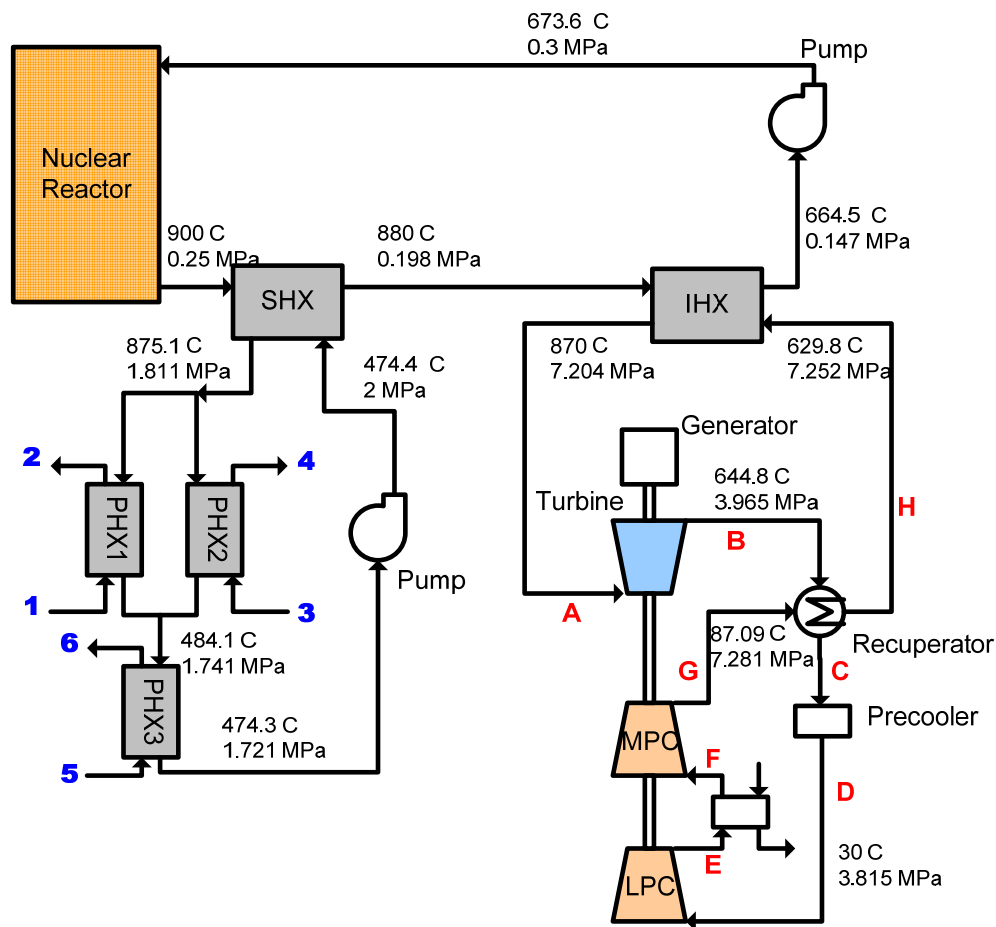 673.6 C
0.3 MPa
Pump
Nuclear
Reactor
900 C
0.25 MPa
880 C
0.198 MPa
664.5 C
0.147 MPa
SHX
IHX
875.1 C
1.811 MPa
474.4 C
2 MPa
870 C
7.204 MPa
629.8 C
7.252 MPa
Generator
2
4
644.8 C
3.965 MPa
Turbine
PHX1
PHX2
B
H
Pump
1
3
A
6
484.1 C
1.741 MPa
87.09 C
7.281 MPa
Recuperator
G
C
PHX3
Precooler
474.3 C
1.721 MPa
MPC
F
5
D
E
LPC
30 C
3.815 MPa